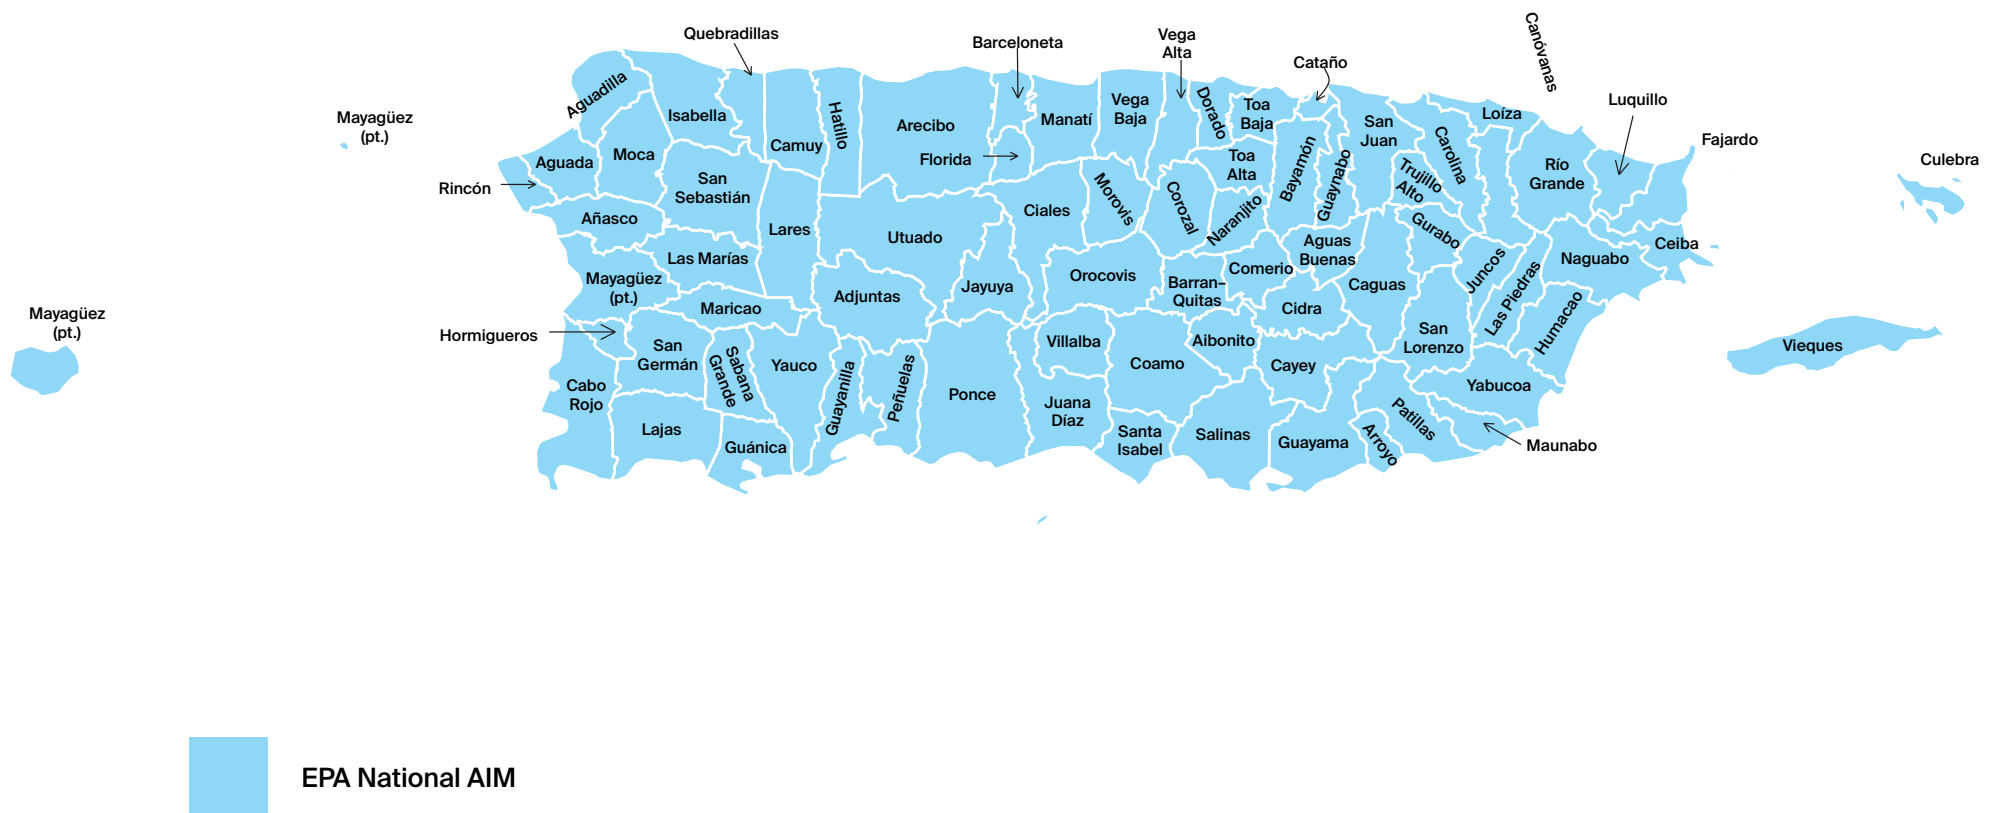 Quebradillas
Barceloneta
Vega
Alta
Cataño
Canóvanas
Luquillo
Fajardo
Culebra
Mayagüez
(pt.)
Aguadilla
Isabella
Camuy
Hatillo
Arecibo
Florida
Manatí
Vega
Baja
Dorado
Toa
Baja
Toa
Alta
Bayamón
Guaynabo
San
Juan
Trujillo
Alto
Carolina
Loíza
Río
Grande
Rincón
Aguada
Moca
San
Sebastián
Añasco
Lares
Utuado
Ciales
Morovis
Corozal
Naranjito
Aguas
Buenas
Gurabo
Ceiba
Naguabo
Las Marías
Mayagüez
(pt.)
Maricao
Adjuntas
Jayuya
Orocovis
Barran-
Quitas
Comerio
Cidra
Caguas
Juncos
Las Piedras
Humacao
San
Lorenzo
Mayagüez
(pt.)
Hormigueros
San
Germán
Sabana
Grande
Yauco
Guayanilla
Peñuelas
Ponce
Villalba
Coamo
Aibonito
Cayey
Yabucoa
Vieques
Cabo
Rojo
Lajas
Guánica
Juana
Díaz
Santa
Isabel
Salinas
Guayama
Arroyo
Patillas
Maunabo
EPA National AIM